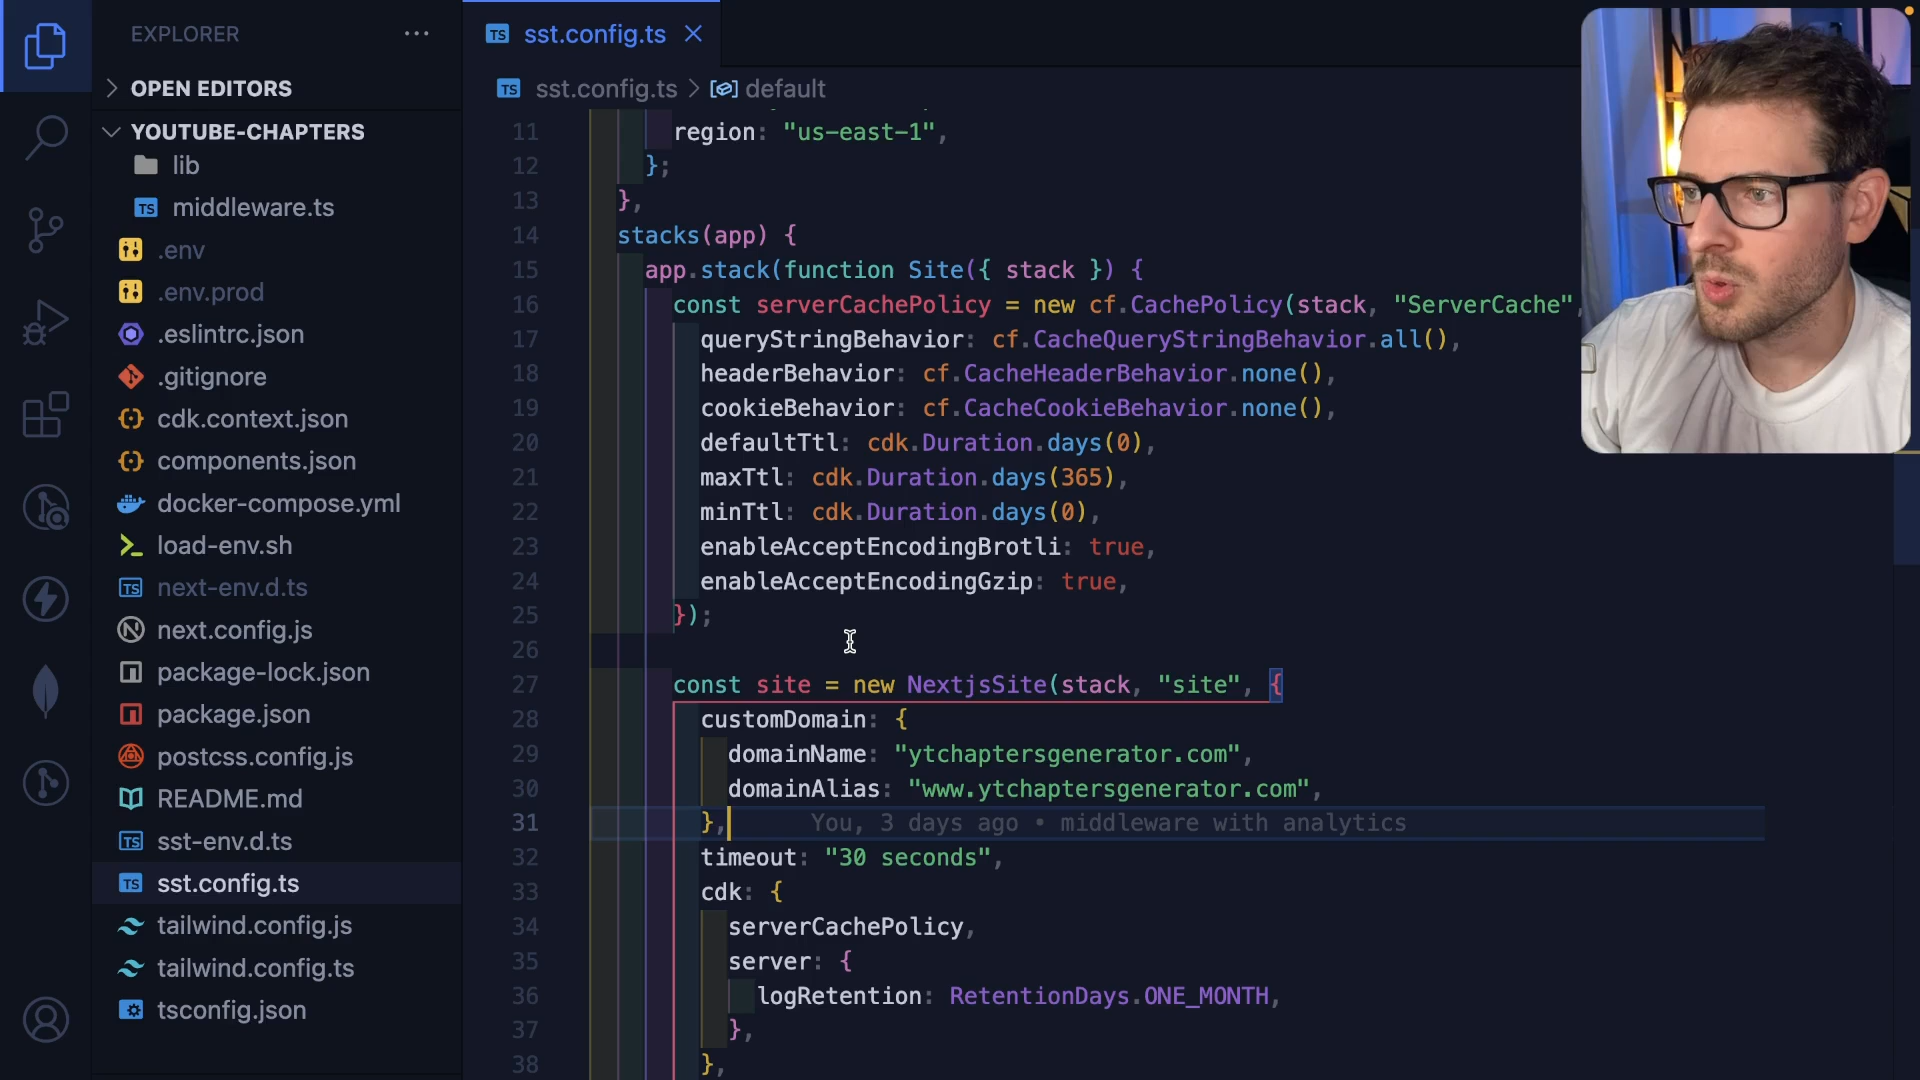 EXPLORER
OPEN EDITORS
YOUTUBE-CHAPTERS
lib
middleware.ts
.env
.env.prod
.eslintrc.json
.gitignore
cdk.context.json
components.json
docker-compose.yml
load-env.sh
next-env.d.ts
next.config.js
package-lock.json
package.json
postcss.config.js
README.md
sst-env.d.ts
sst.config.ts
tailwind.config.js
tailwind.config.ts
tsconfig.json
TS sst.config.ts
TS sst.config.ts > default
11 region: "us-east-1",
12 };
13 },
14 stacks(app) {
15 app.stack(function Site({ stack }) {
16 const serverCachePolicy = new cf.CachePolicy(stack, "ServerCache",
17 queryStringBehavior: cf.CacheQueryStringBehavior.all(),
18 headerBehavior: cf.CacheHeaderBehavior.none(),
19 cookieBehavior: cf.CacheCookieBehavior.none(),
20 defaultTtl: cdk.Duration.days(0),
21 maxTtl: cdk.Duration.days(365),
22 minTtl: cdk.Duration.days(0),
23 enableAcceptEncodingBrotli: true,
24 enableAcceptEncodingGzip: true,
25 });
26
27 const site = new NextjsSite(stack, "site", {
28 customDomain: {
29 domainName: "ytchaptersgenerator.com",
30 domainAlias: "www.ytchaptersgenerator.com",
31 }, You, 3 days ago • middleware with analytics
32 timeout: "30 seconds",
33 cdk: {
34 serverCachePolicy,
35 server: {
36 logRetention: RetentionDays.ONE_MONTH,
37 },
38 },